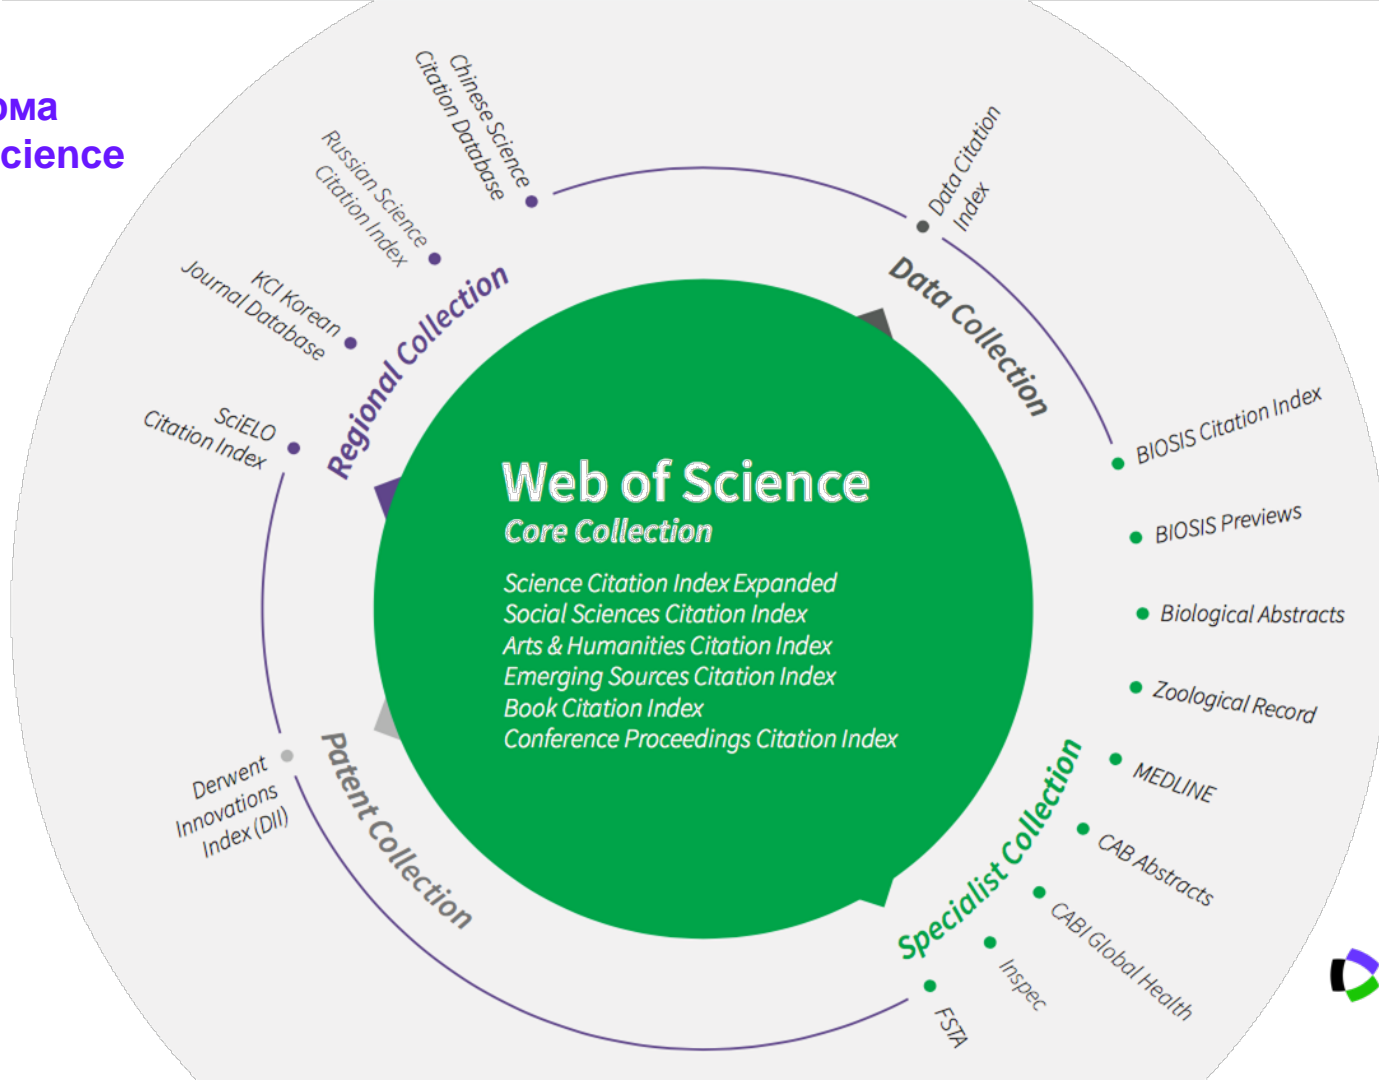 ома
cience
Chinese Science
Citation Database
Russian Science
Citation Index
KCI Korean
Journal Database
SciELO
Citation Index
Regional Collection
Data Citation
Index
Data Collection
Web of Science
Core Collection
Science Citation Index Expanded
Social Sciences Citation Index
Arts & Humanities Citation Index
Emerging Sources Citation Index
Book Citation Index
Conference Proceedings Citation Index
BIOSIS Citation Index
BIOSIS Previews
Biological Abstracts
Zoological Record
MEDLINE
CAB Abstracts
CABI Global Health
Inspec
FSTA
Specialist Collection
Patent Collection
Derwent
Innovations
Index (DII)